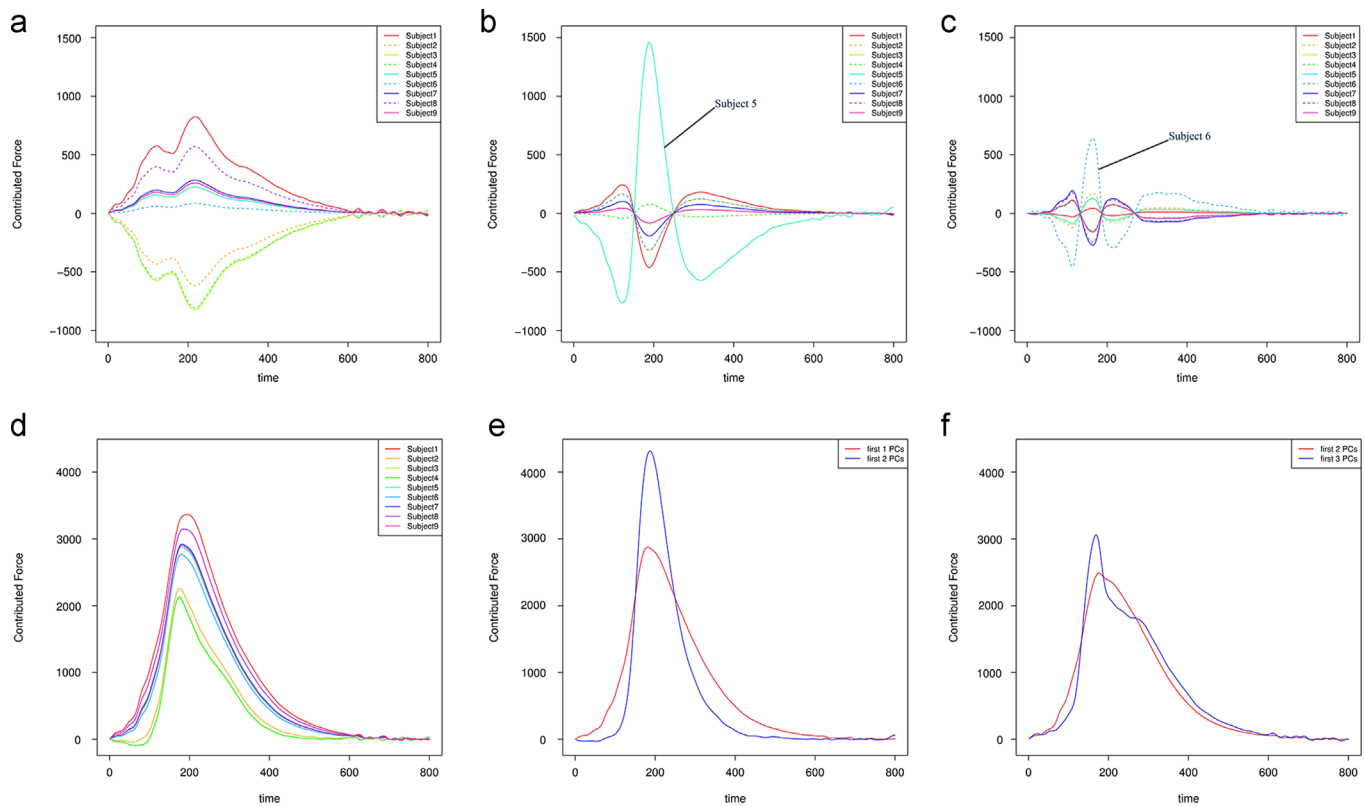 a
1500
1000
500
0
−500
−1000
Contributed Force
0
200
400
600
800
time
Subject1
Subject2
Subject3
Subject4
Subject5
Subject6
Subject7
Subject8
Subject9
b
1500
1000
500
0
−500
−1000
Contributed Force
0
200
400
600
800
time
Subject1
Subject2
Subject3
Subject4
Subject5
Subject6
Subject7
Subject8
Subject9
Subject 5
c
1500
1000
500
0
−500
−1000
Contributed Force
0
200
400
600
800
time
Subject1
Subject2
Subject3
Subject4
Subject5
Subject6
Subject7
Subject8
Subject9
Subject 6
d
4000
3000
2000
1000
0
Contributed Force
0
200
400
600
800
time
Subject1
Subject2
Subject3
Subject4
Subject5
Subject6
Subject7
Subject8
Subject9
e
4000
3000
2000
1000
0
Contributed Force
0
200
400
600
800
time
first 1 PCs
first 2 PCs
f
4000
3000
2000
1000
0
Contributed Force
0
200
400
600
800
time
first 2 PCs
first 3 PCs